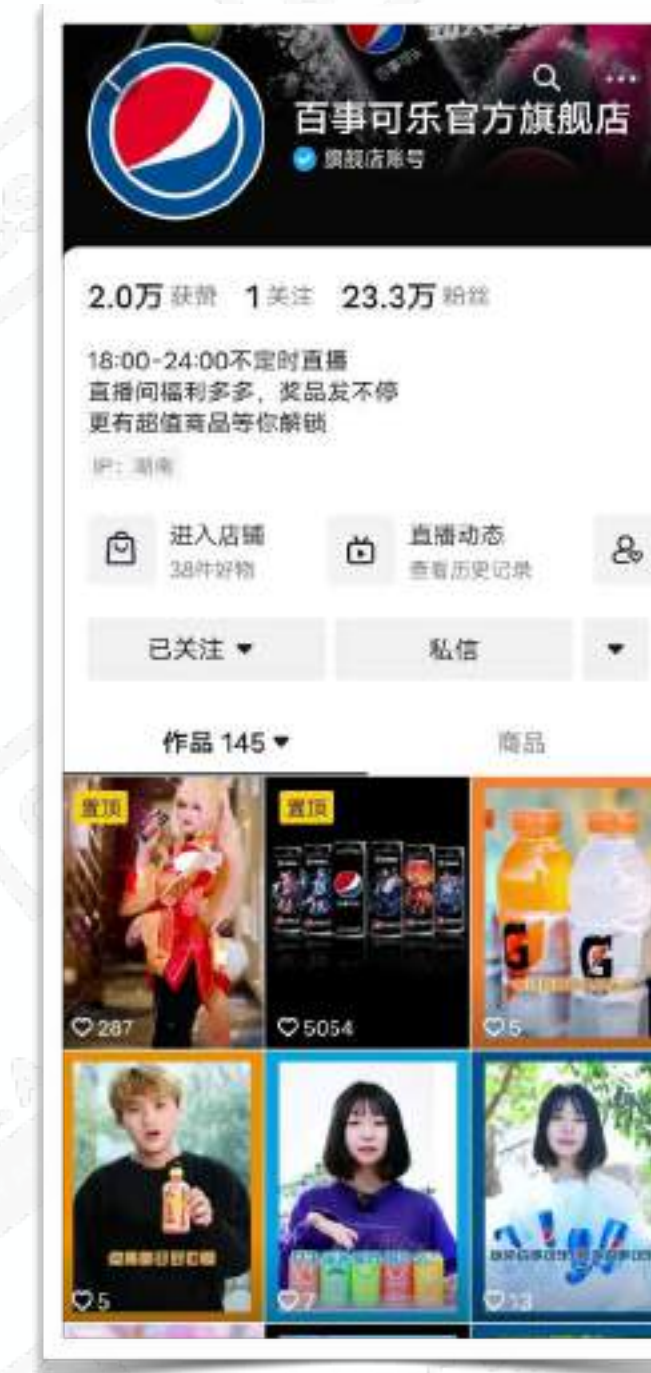 百事可乐官方旗舰店
旗舰店账号
2.0万 获赞 1 关注 23.3万 粉丝
18:00-24:00不定时直播
直播间福利多多，奖品发不停
更有超值商品等你解锁
IP：湖南
进入店铺
38件好物
直播动态
查看历史记录
已关注
私信
作品 145
商品
置顶
置顶
G
G
287
5054
5
5
7
13